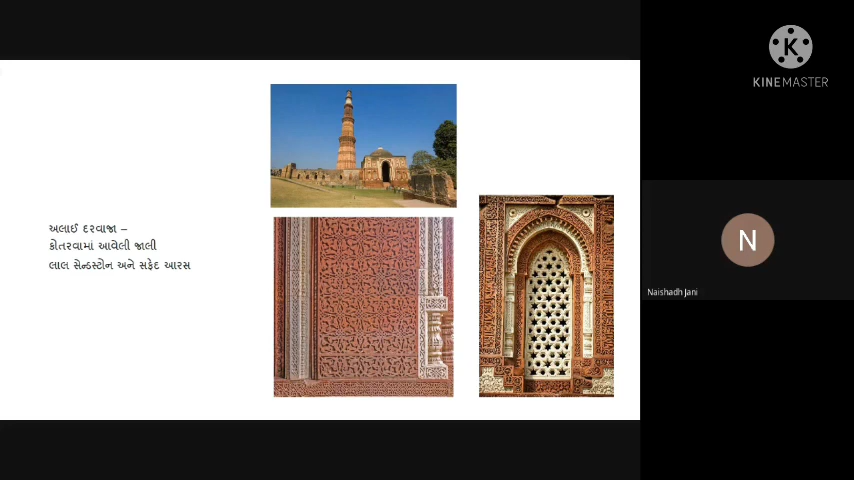 KINEMASTER
અલાઈ દરવાજા –
કોતરવામાં આવેલી જાલી
લાલ સેન્ડસ્ટોન અને સફેદ આરસ
N
Naishadh Jani